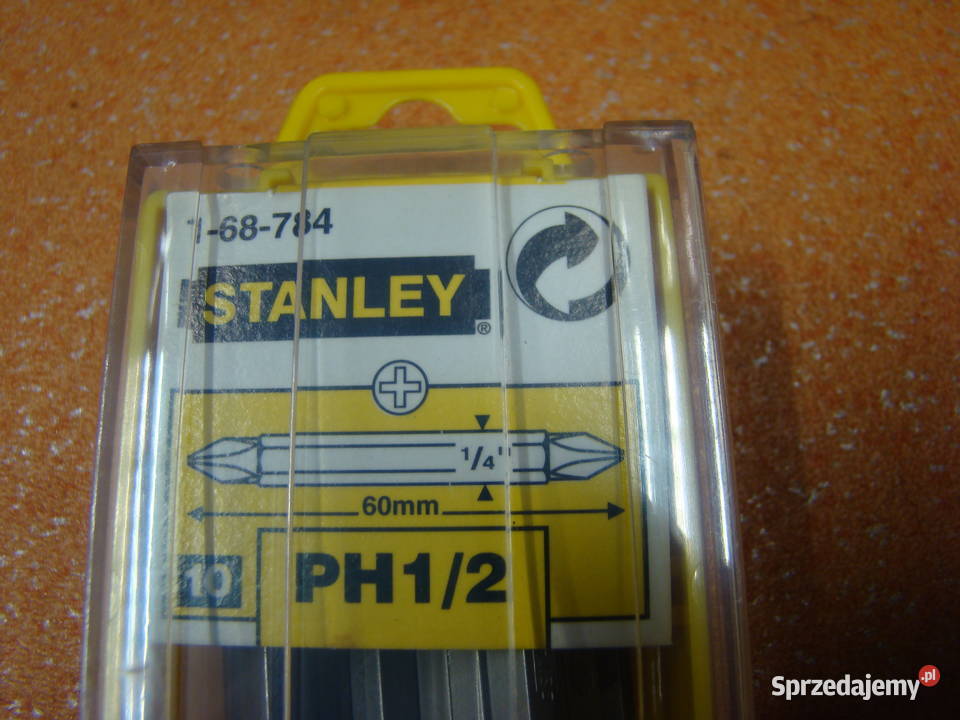 1-68-784
STANLEY®
1/4"
60mm
10
PH1/2
Sprzedajemy.pl